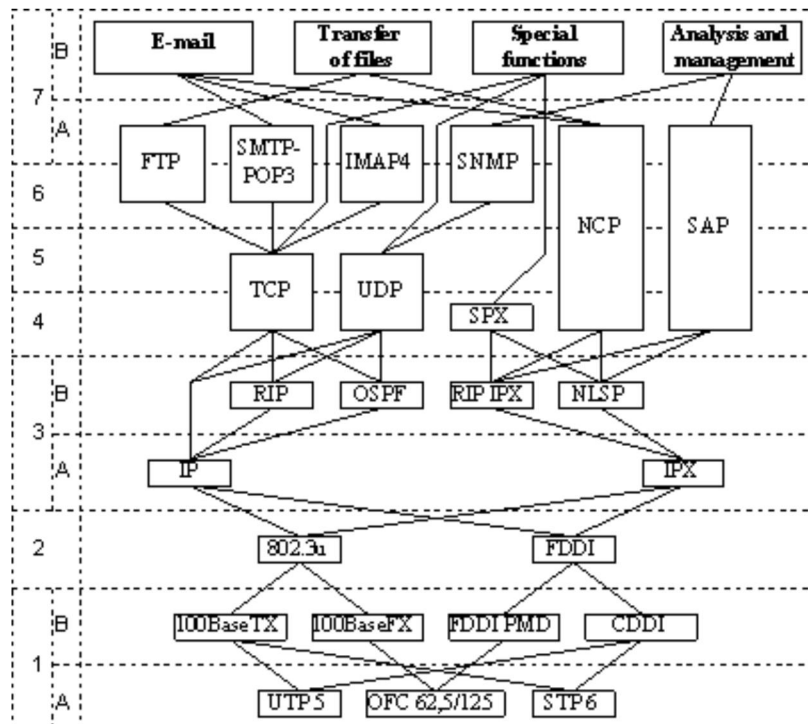 B
E-mail
Transfer
of files
Special
functions
Analysis and
management
7
A
FTP
SMTP-
POP3
IMAP4
SNMP
NCP
SAP
6
5
TCP
UDP
4
SPX
B
RIP
OSPF
RIP IPX
NLSP
3
A
IP
IPX
2
802.3u
FDDI
B
100BaseTX
100BaseFX
FDDI PMD
CDDI
1
A
UTP5
OFC 62,5/125
STP6